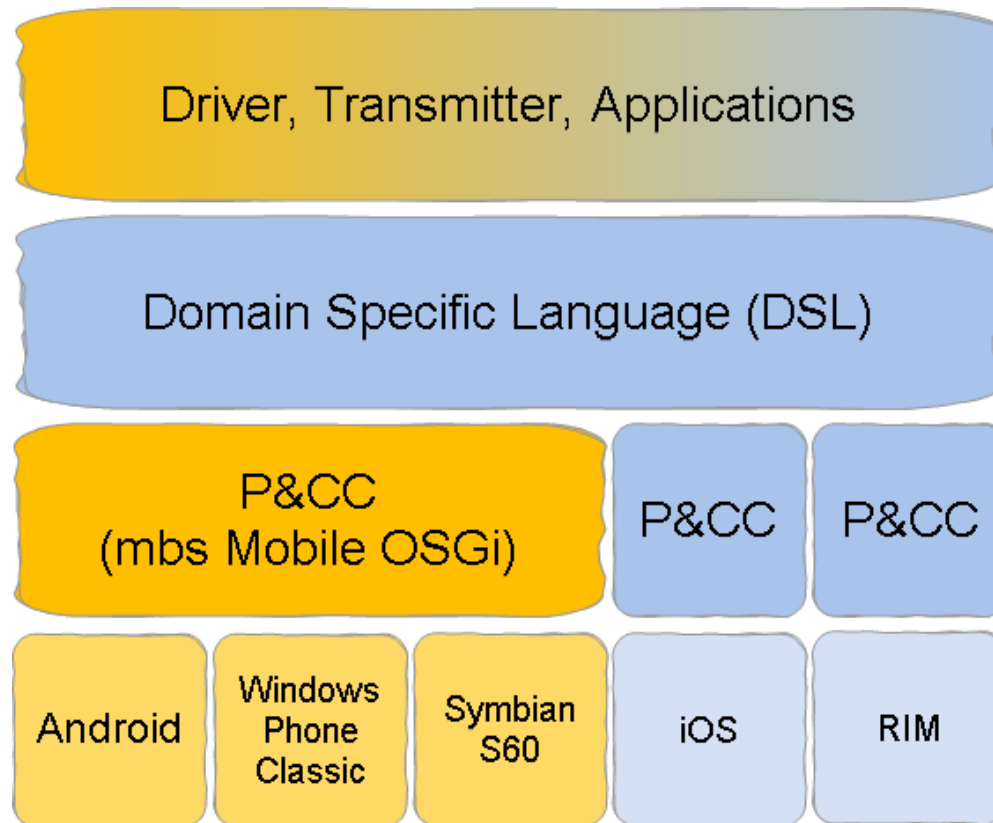 Driver, Transmitter, Applications
Domain Specific Language (DSL)
P&CC
(mbs Mobile OSGi)
P&CC
P&CC
Android
Windows
Phone
Classic
Symbian
S60
iOS
RIM